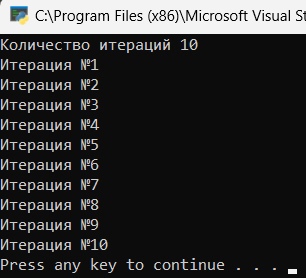 C:\Program Files (x86)\Microsoft Visual St
Количество итераций 10
Итерация №1
Итерация №2
Итерация №3
Итерация №4
Итерация №5
Итерация №6
Итерация №7
Итерация №8
Итерация №9
Итерация №10
Press any key to continue . . .